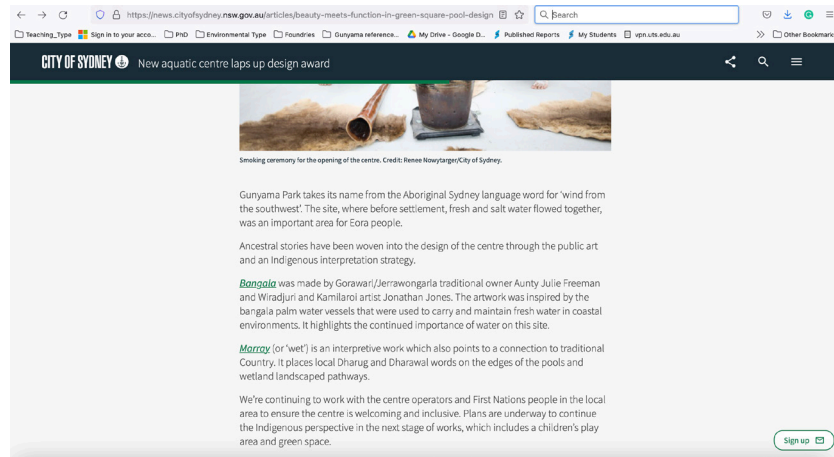 https://news.cityofsydney.nsw.gov.au/articles/beauty-meets-function-in-green-square-pool-design
Search
Teaching_Type Sign in to your acco... PhD Environmental Type Foundries Gunyama reference... My Drive - Google D... Published Reports My Students vpn.uts.edu.au Other Bookmark
CITY OF SYDNEY New aquatic centre laps up design award
Smoking ceremony for the opening of the centre. Credit: Renee Nowytarger/City of Sydney.
Gunyama Park takes its name from the Aboriginal Sydney language word for ‘wind from
the southwest’. The site, where before settlement, fresh and salt water flowed together,
was an important area for Eora people.
Ancestral stories have been woven into the design of the centre through the public art
and an Indigenous interpretation strategy.
Bangala was made by Gorawarl/Jerrawongarla traditional owner Aunty Julie Freeman
and Wiradjuri and Kamilaroi artist Jonathan Jones. The artwork was inspired by the
bangala palm water vessels that were used to carry and maintain fresh water in coastal
environments. It highlights the continued importance of water on this site.
Marray (or ‘wet’) is an interpretive work which also points to a connection to traditional
Country. It places local Dharug and Dharawal words on the edges of the pools and
wetland landscaped pathways.
We’re continuing to work with the centre operators and First Nations people in the local
area to ensure the centre is welcoming and inclusive. Plans are underway to continue
the Indigenous perspective in the next stage of works, which includes a children’s play
area and green space.
Sign up